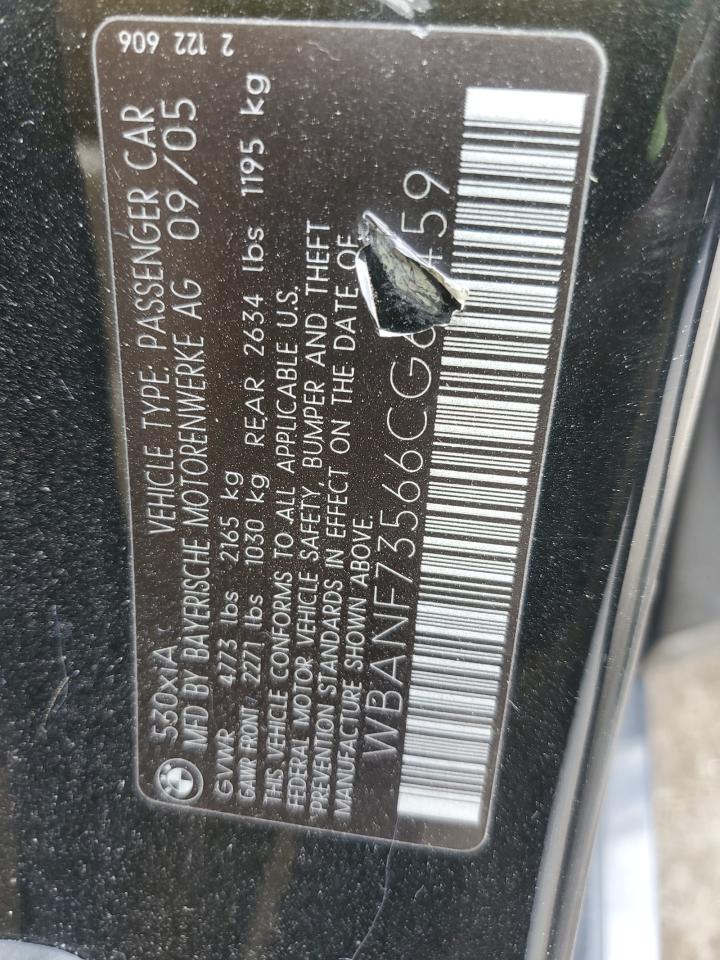 2 122 606
530xiA VEHICLE TYPE: PASSENGER CAR
MFD BY BAYERISCHE MOTORENWERKE AG 09/05
GVWR 4773 lbs 2165 kg
GAWR FRONT 2271 lbs 1030 kg REAR 2634 lbs 1195 kg
THIS VEHICLE CONFORMS TO ALL APPLICABLE U.S.
FEDERAL MOTOR VEHICLE SAFETY, BUMPER AND THEFT
PREVENTION STANDARDS IN EFFECT ON THE DATE OF
MANUFACTURE SHOWN ABOVE.